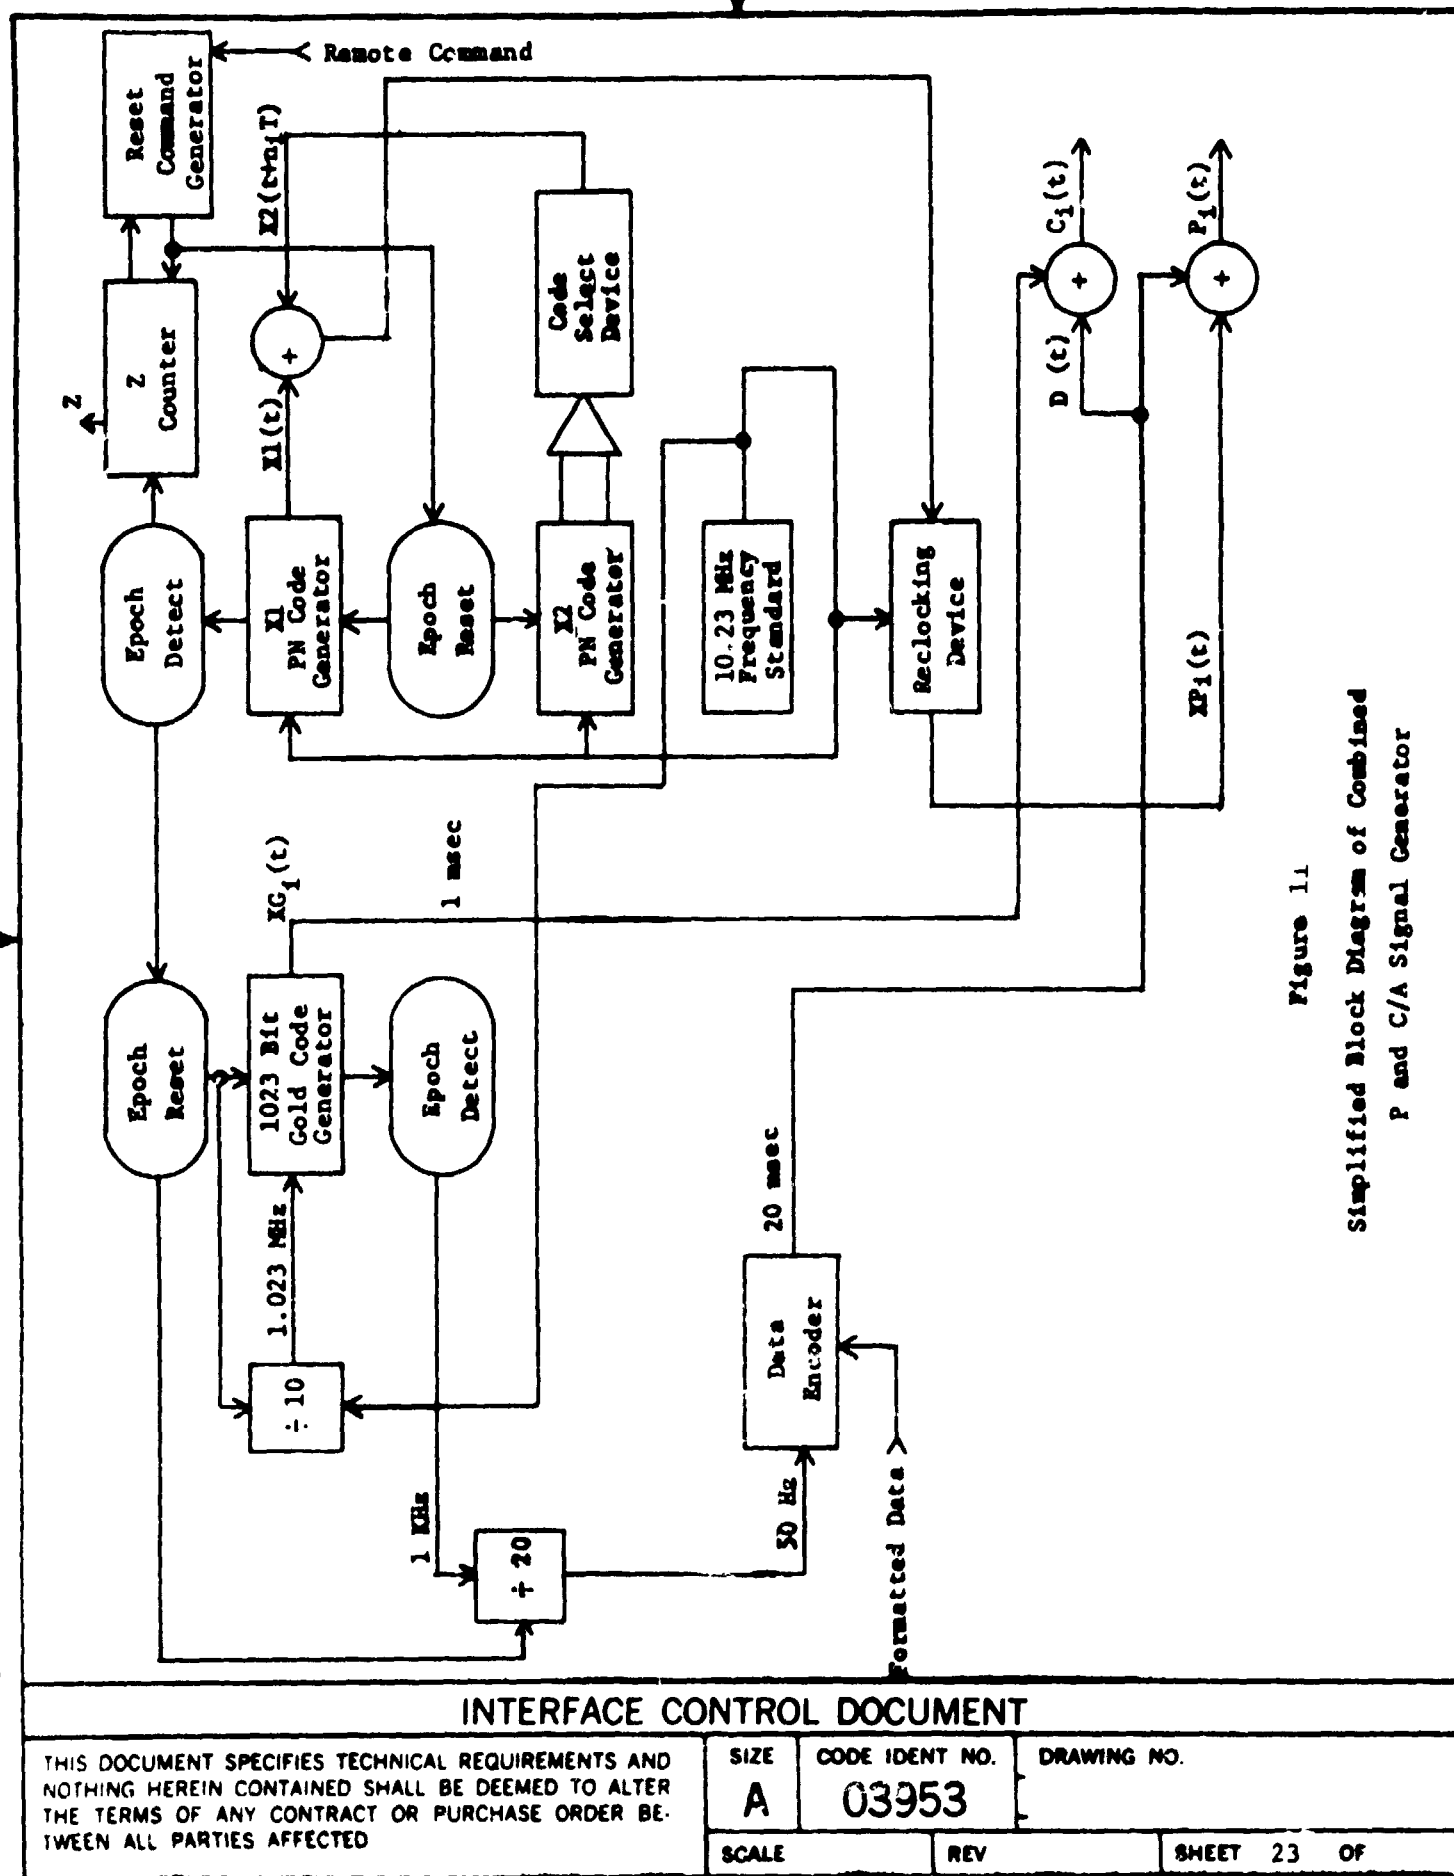 Remote Command
Reset
Command
Generator
Z
Z
Counter
Epoch
Detect
Epoch
Reset
X2(t+niT)
X1(t)
X1
PN Code
Generator
Epoch
Reset
X2
PN Code
Generator
Code
Select
Device
10.23 MHz
Frequency
Standard
Reclocking
Device
XGi(t)
1 msec
1023 Bit
Gold Code
Generator
Epoch
Detect
1.023 MHz
÷ 10
1 KHz
÷ 20
50 Hz
Data
Encoder
20 msec
Formatted Data
D (t)
Ci(t)
Pi(t)
XPi(t)
Figure 11
Simplified Block Diagram of Combined
P and C/A Signal Generator
INTERFACE CONTROL DOCUMENT
THIS DOCUMENT SPECIFIES TECHNICAL REQUIREMENTS AND
NOTHING HEREIN CONTAINED SHALL BE DEEMED TO ALTER
THE TERMS OF ANY CONTRACT OR PURCHASE ORDER BE-
TWEEN ALL PARTIES AFFECTED
SIZE
A
CODE IDENT NO.
03953
DRAWING NO.
SCALE
REV
SHEET 23 OF